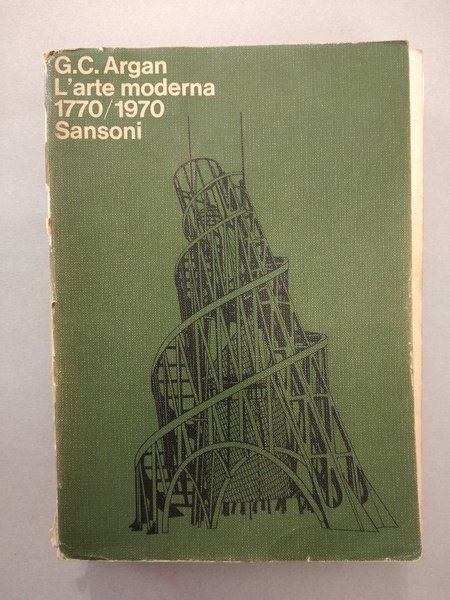 G.C. Argan
L'arte moderna
1770/1970
Sansoni